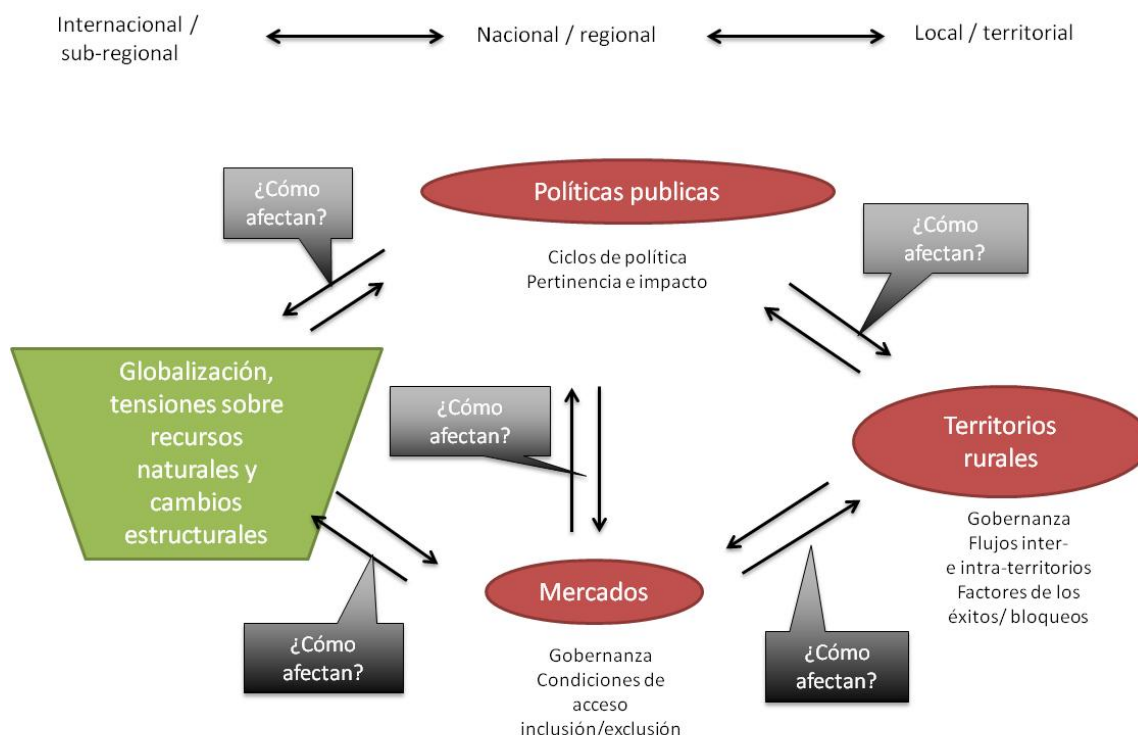 Internacional /
sub-regional
Nacional / regional
Local / territorial
¿Cómo
afectan?
Políticas publicas
Ciclos de política
Pertinencia e impacto
¿Cómo
afectan?
Globalización,
tensiones sobre
recursos
naturales y
cambios
estructurales
¿Cómo
afectan?
Territorios
rurales
Gobernanza
Flujos inter-
e intra-territorios
Factores de los
éxitos/ bloqueos
Mercados
Gobernanza
Condiciones de
acceso
inclusión/exclusión
¿Cómo
afectan?
¿Cómo
afectan?